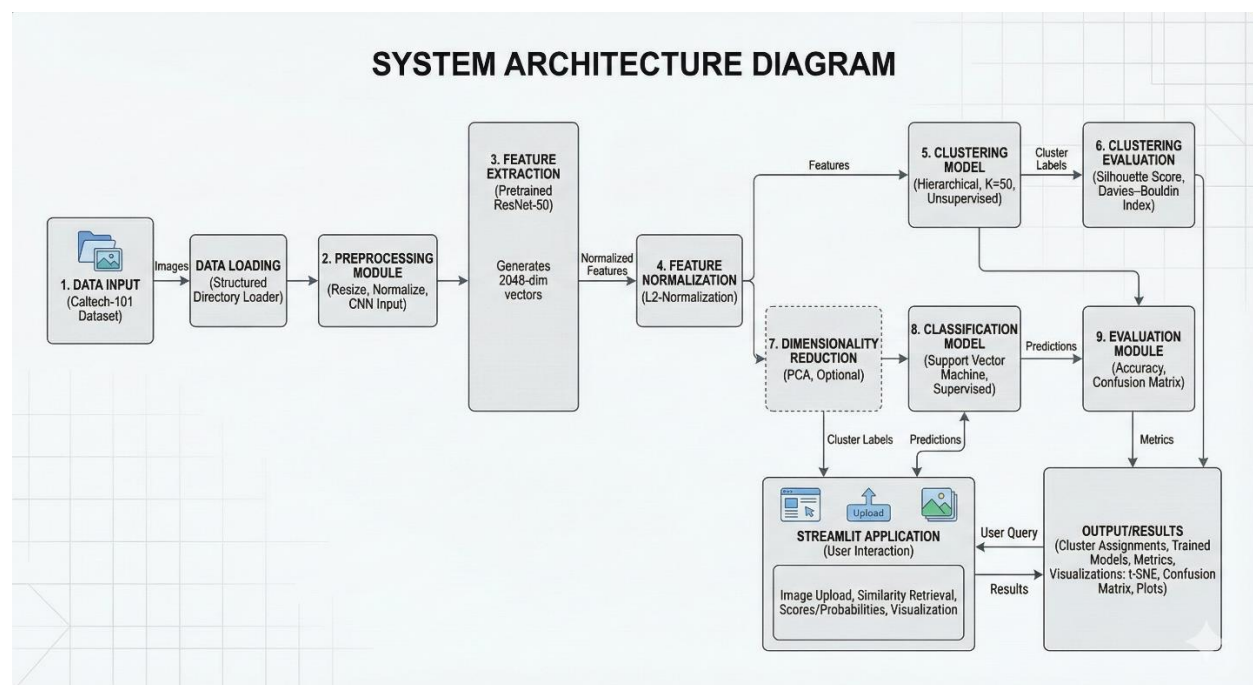 SYSTEM ARCHITECTURE DIAGRAM
1. DATA INPUT
(Caltech-101
Dataset)
Images
DATA LOADING
(Structured
Directory Loader)
2. PREPROCESSING
MODULE
(Resize, Normalize,
CNN Input)
3. FEATURE
EXTRACTION
(Pretrained
ResNet-50)
Generates
2048-dim
vectors
Normalized
Features
4. FEATURE
NORMALIZATION
(L2-Normalization)
Features
5. CLUSTERING
MODEL
(Hierarchical, K=50,
Unsupervised)
Cluster
Labels
6. CLUSTERING
EVALUATION
(Silhouette Score,
Davies–Bouldin
Index)
7. DIMENSIONALITY
REDUCTION
(PCA, Optional)
8. CLASSIFICATION
MODEL
(Support Vector
Machine,
Supervised)
Predictions
9. EVALUATION
MODULE
(Accuracy,
Confusion Matrix)
Cluster Labels
Predictions
Metrics
Upload
STREAMLIT APPLICATION
(User Interaction)
Image Upload, Similarity Retrieval,
Scores/Probabilities, Visualization
User Query
Results
OUTPUT/RESULTS
(Cluster Assignments, Trained
Models, Metrics,
Visualizations: t-SNE, Confusion
Matrix, Plots)